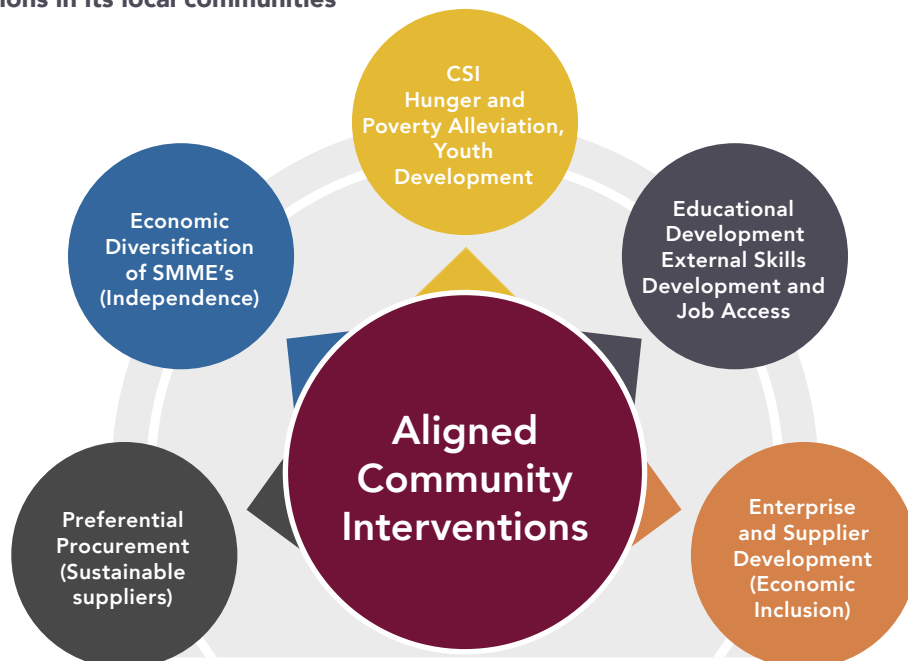 ions in its local communities
CSI
Hunger and
Poverty Alleviation,
Youth
Development
Economic
Diversification
of SMME's
(Independence)
Educational
Development
External Skills
Development and
Job Access
Aligned
Community
Interventions
Preferential
Procurement
(Sustainable
suppliers)
Enterprise
and Supplier
Development
(Economic
Inclusion)